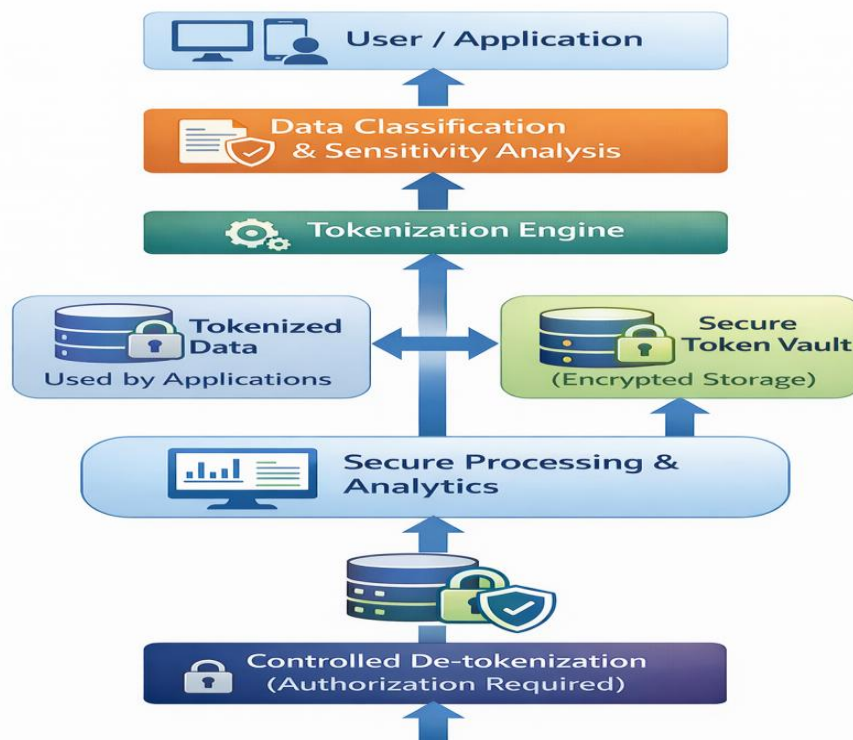 User / Application
Data Classification
& Sensitivity Analysis
Tokenization Engine
Tokenized
Data
Used by Applications
Secure
Token Vault
(Encrypted Storage)
Secure Processing &
Analytics
Controlled De-tokenization
(Authorization Required)